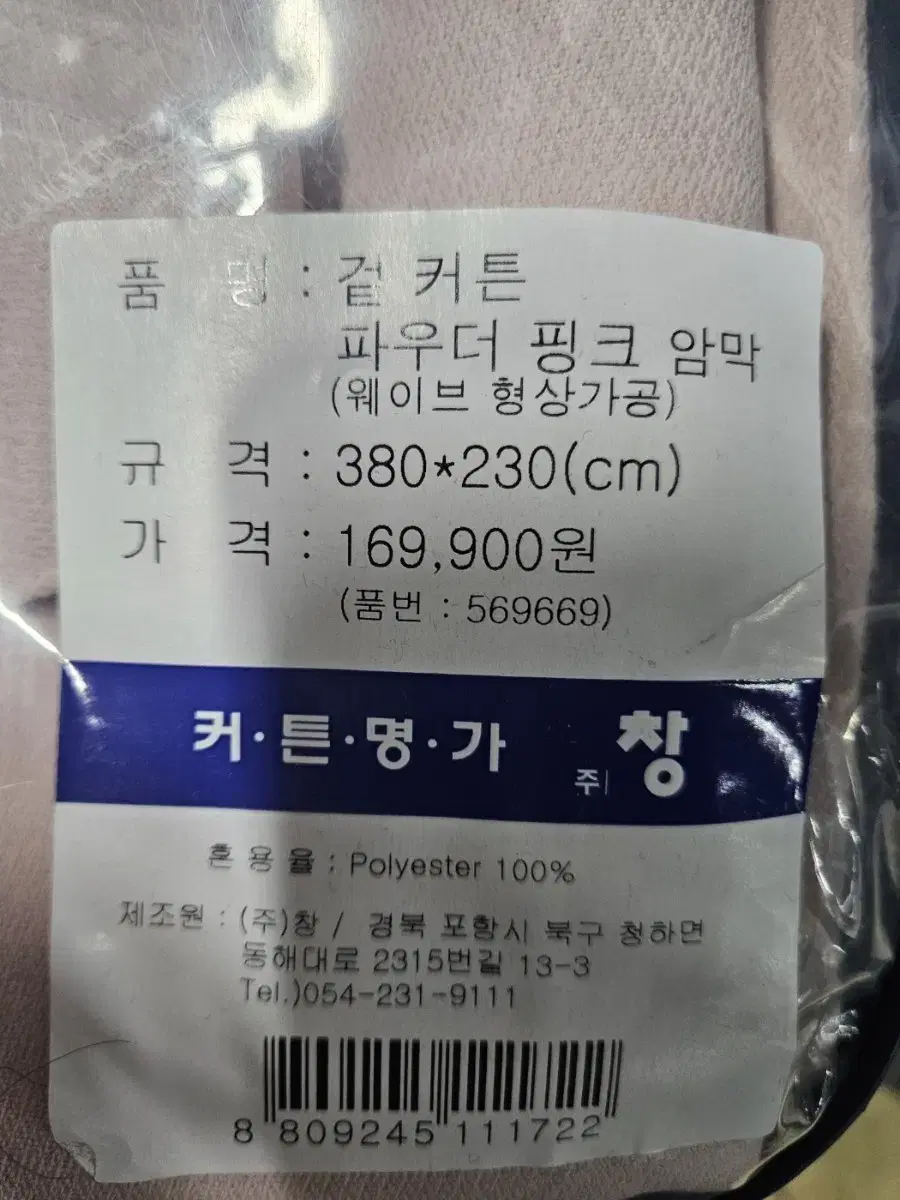 품 명 : 겉 커튼
파우더 핑크 암막
(웨이브 형상가공)
규 격 : 380*230(cm)
가 격 : 169,900원
(품번 : 569669)
커·튼·명·가 주) 창
혼 용 율 : Polyester 100%
제조원 : (주)창 / 경북 포항시 북구 청하면
동해대로 2315번길 13-3
Tel.)054-231-9111
8 809245 111722